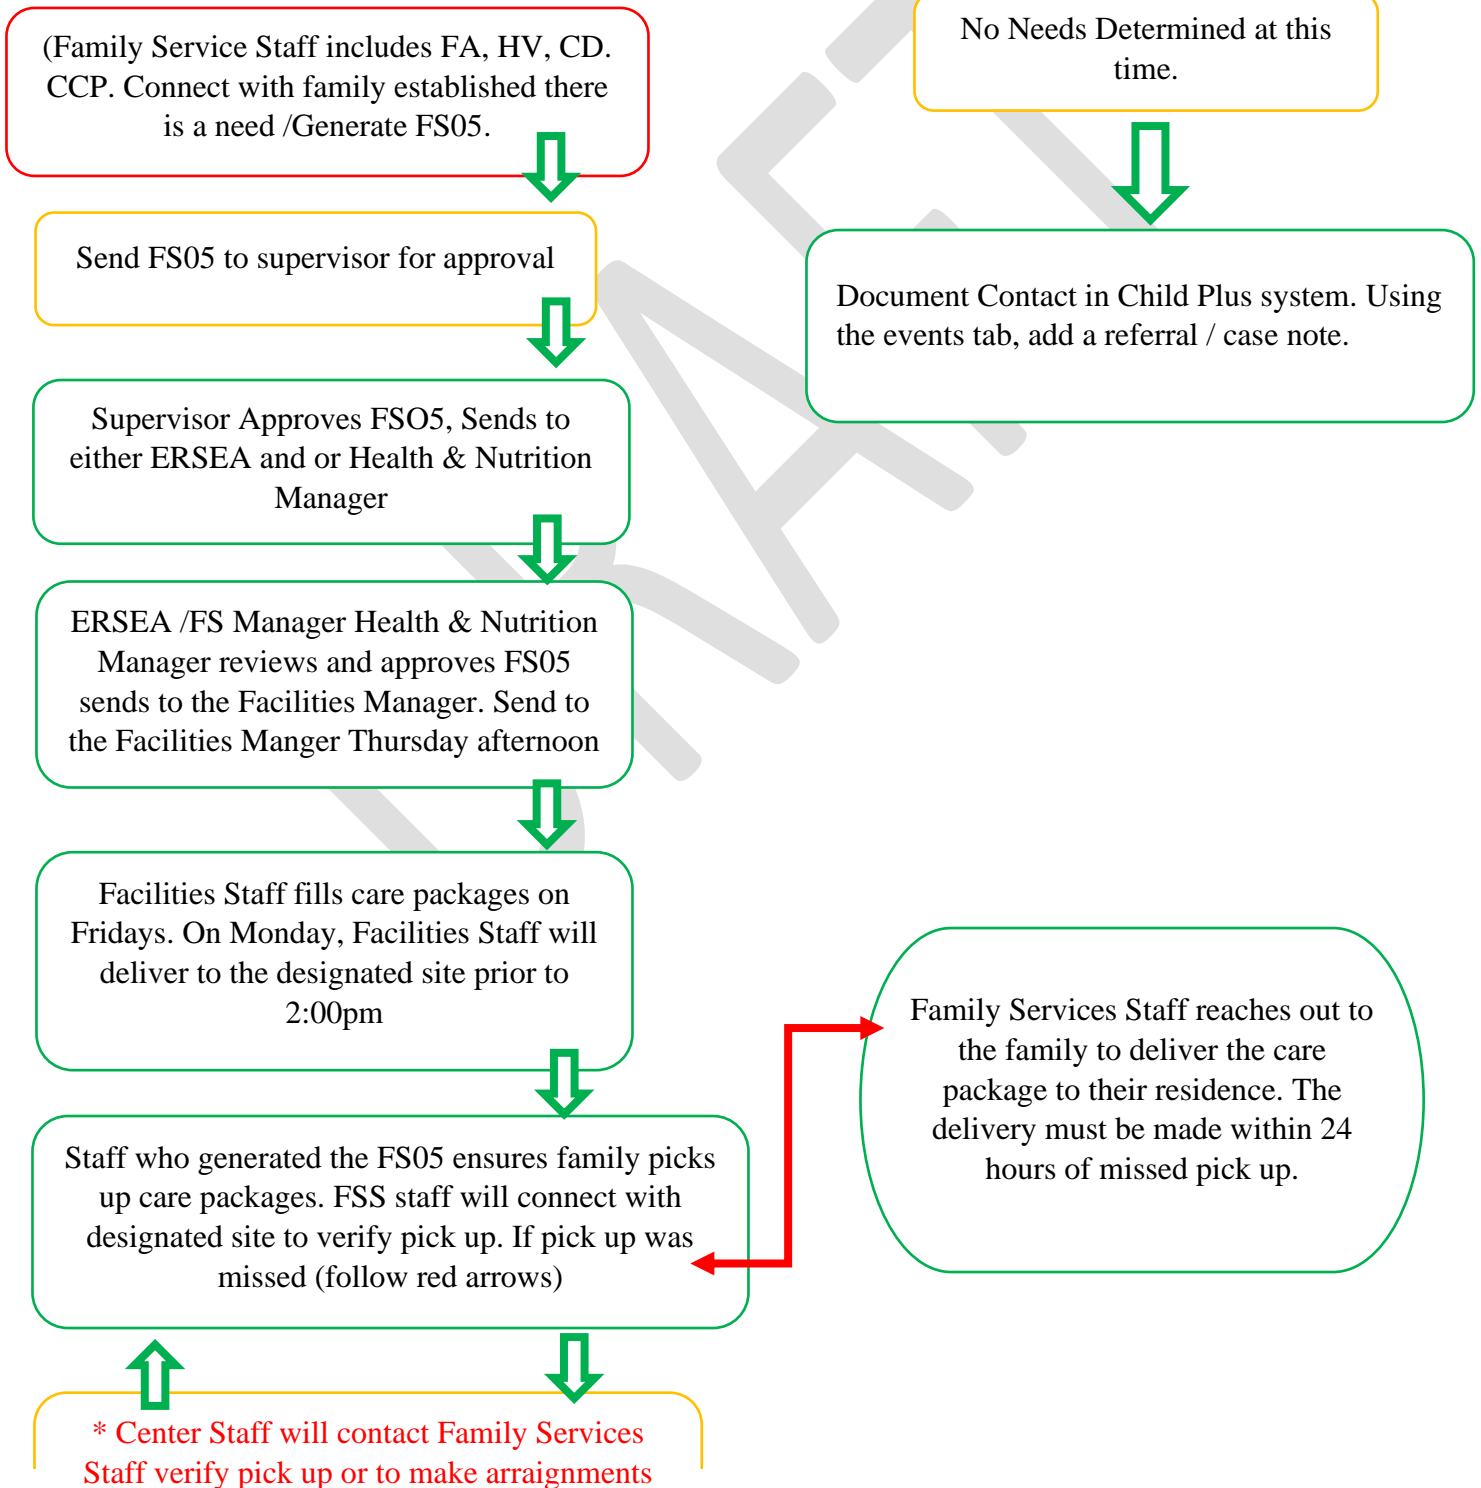 (Family Service Staff includes FA, HV, CD.
CCP. Connect with family established there
is a need /Generate FS05.
No Needs Determined at this
time.
Send FS05 to supervisor for approval
Document Contact in Child Plus system. Using
the events tab, add a referral / case note.
Supervisor Approves FSO5, Sends to
either ERSEA and or Health & Nutrition
Manager
ERSEA /FS Manager Health & Nutrition
Manager reviews and approves FS05
sends to the Facilities Manager. Send to
the Facilities Manger Thursday afternoon
Facilities Staff fills care packages on
Fridays. On Monday, Facilities Staff will
deliver to the designated site prior to
2:00pm
Family Services Staff reaches out to
the family to deliver the care
package to their residence. The
delivery must be made within 24
hours of missed pick up.
Staff who generated the FS05 ensures family picks
up care packages. FSS staff will connect with
designated site to verify pick up. If pick up was
missed (follow red arrows)
* Center Staff will contact Family Services
Staff verify pick up or to make arraignments
DRAFT